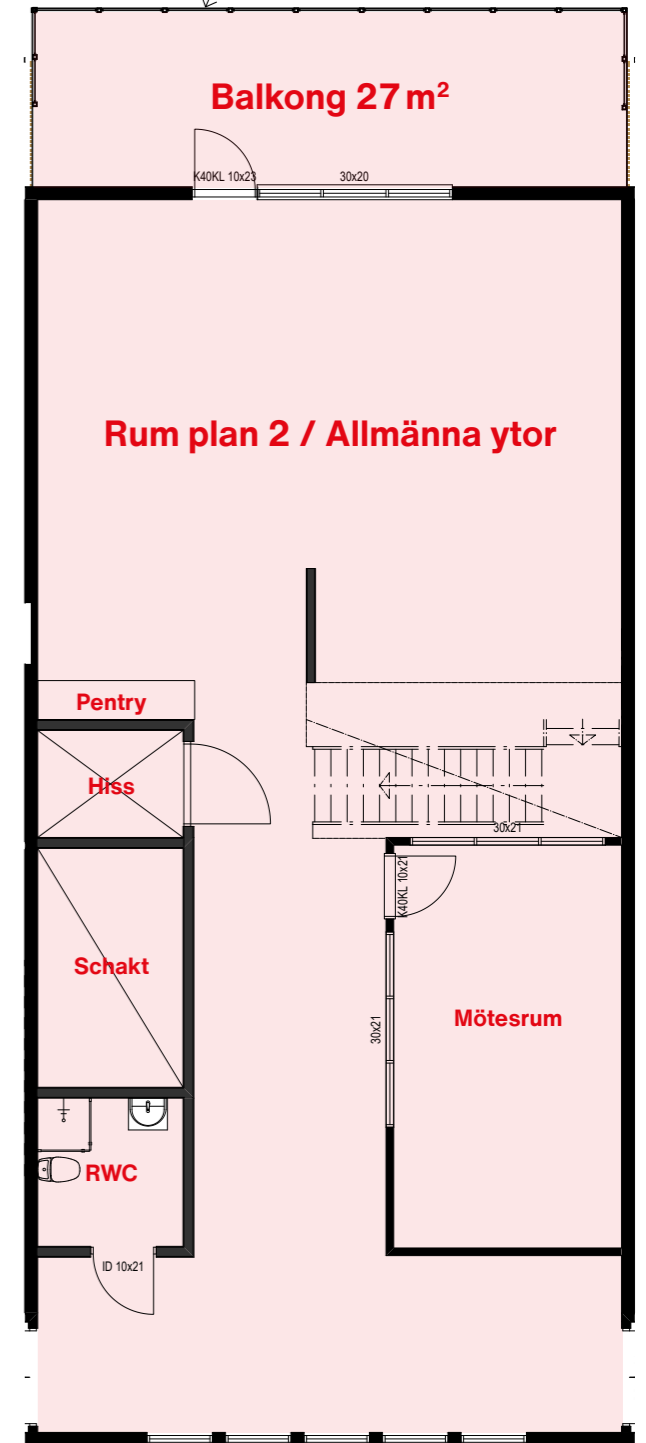 Balkong 27 m²
K40KL 10x23
30x20
Rum plan 2 / Allmänna ytor
Pentry
Hiss
30x21
K40KL 10x21
Schakt
30x21
Mötesrum
RWC
ID 10x21